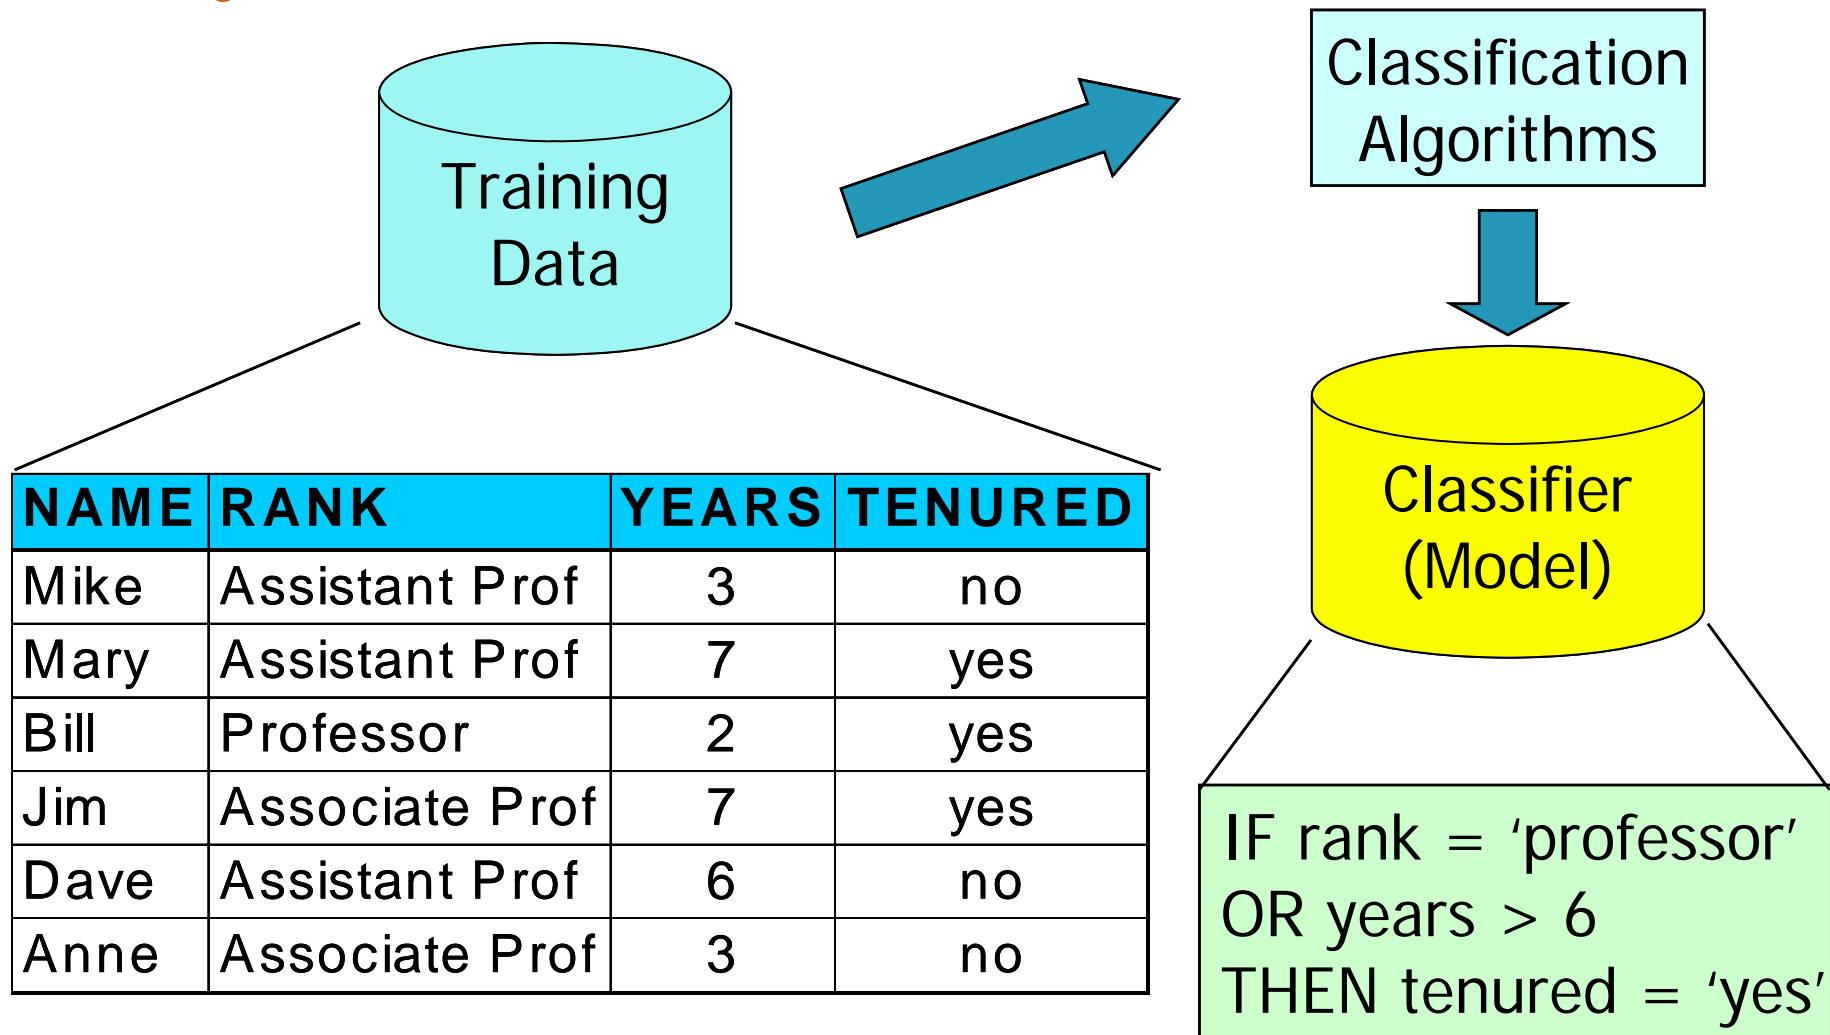 Training
Data
Classification
Algorithms
NAME RANK YEARS TENURED
Mike Assistant Prof 3 no
Mary Assistant Prof 7 yes
Bill Professor 2 yes
Jim Associate Prof 7 yes
Dave Assistant Prof 6 no
Anne Associate Prof 3 no
Classifier
(Model)
IF rank = ‘professor’
OR years > 6
THEN tenured = ‘yes’